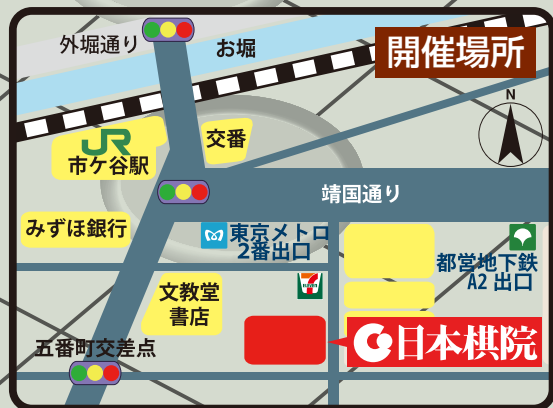 外堀通り
お堀
開催場所
N
JR
市ケ谷駅
交番
靖国通り
みずほ銀行
東京メトロ
2番出口
都営地下鉄
A2 出口
文教堂
書店
7
ELEVEN
五番町交差点
日本棋院